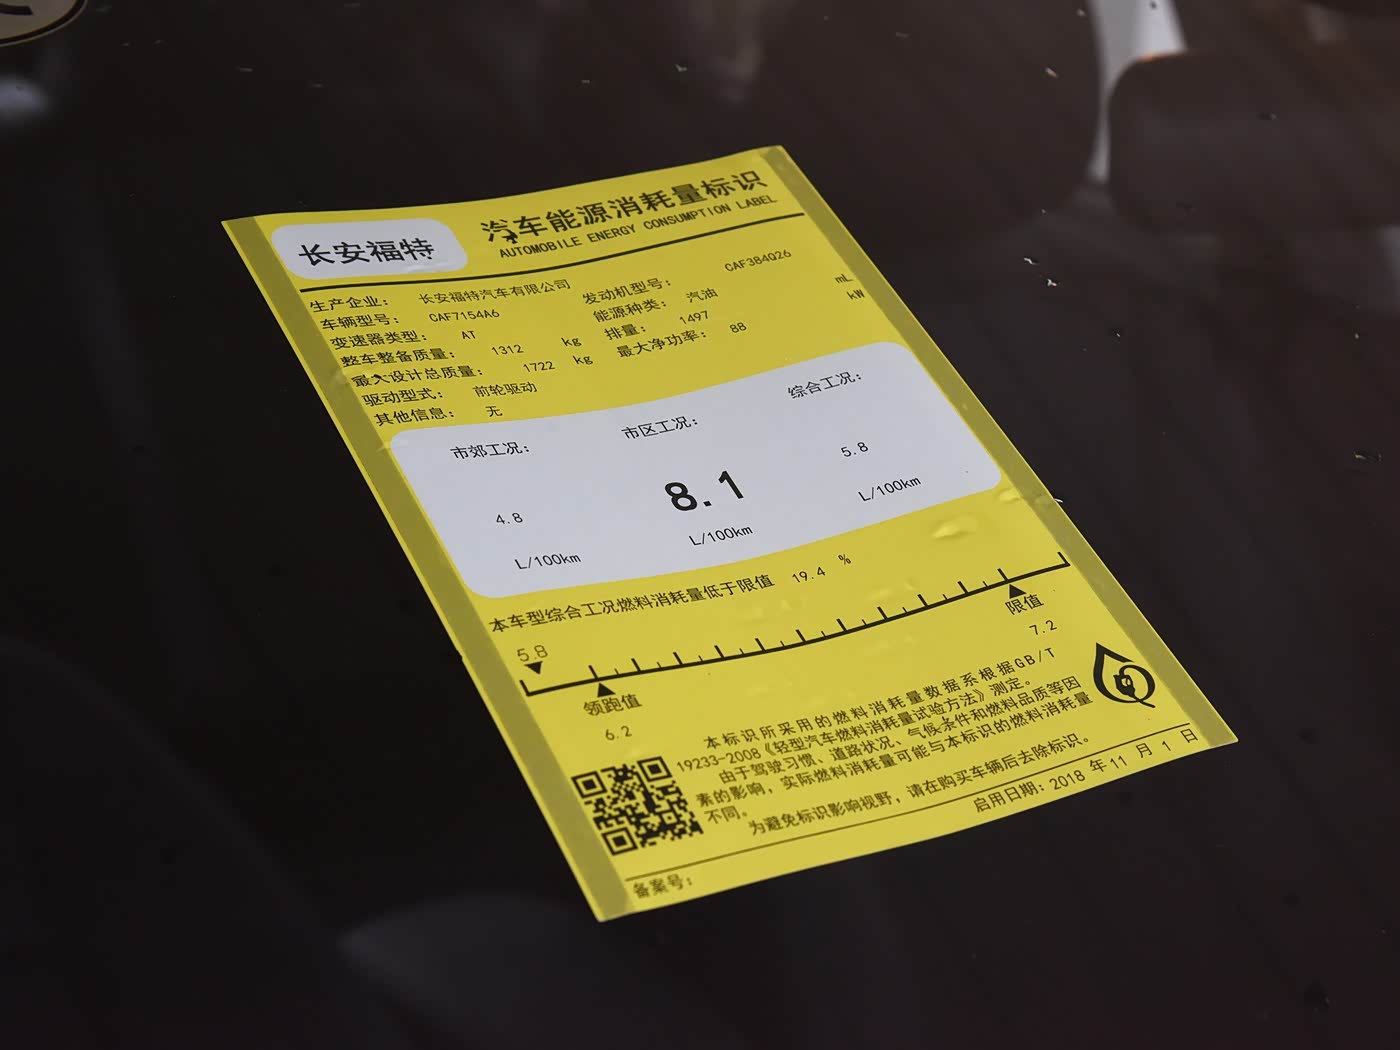 长安福特
汽车能源消耗量标识
AUTOMOBILE ENERGY CONSUMPTION LABEL
生产企业： 长安福特汽车有限公司
车辆型号： CAF7154A6
变速器类型： AT
整车整备质量： 1312 kg
最大设计总质量： 1722 kg
驱动型式： 前轮驱动
其他信息： 无
发动机型号： CAF384Q26
能源种类： 汽油
排量： 1497 mL
最大净功率： 88 kW
市郊工况： 市区工况： 综合工况：
4.8 8.1 5.8
L/100km L/100km L/100km
本车型综合工况燃料消耗量低于限值 19.4 %
5.8
领跑值
6.2
限值
7.2
本标识所采用的燃料消耗量数据系根据GB/T
19233-2008《轻型汽车燃料消耗量试验方法》测定。
由于驾驶习惯、道路状况、气候条件和燃料品质等因
素的影响，实际燃料消耗量可能与本标识的燃料消耗量
不同。
为避免标识影响视野，请在购买车辆后去除标识。
启用日期：2018 年11 月 1 日
备案号：